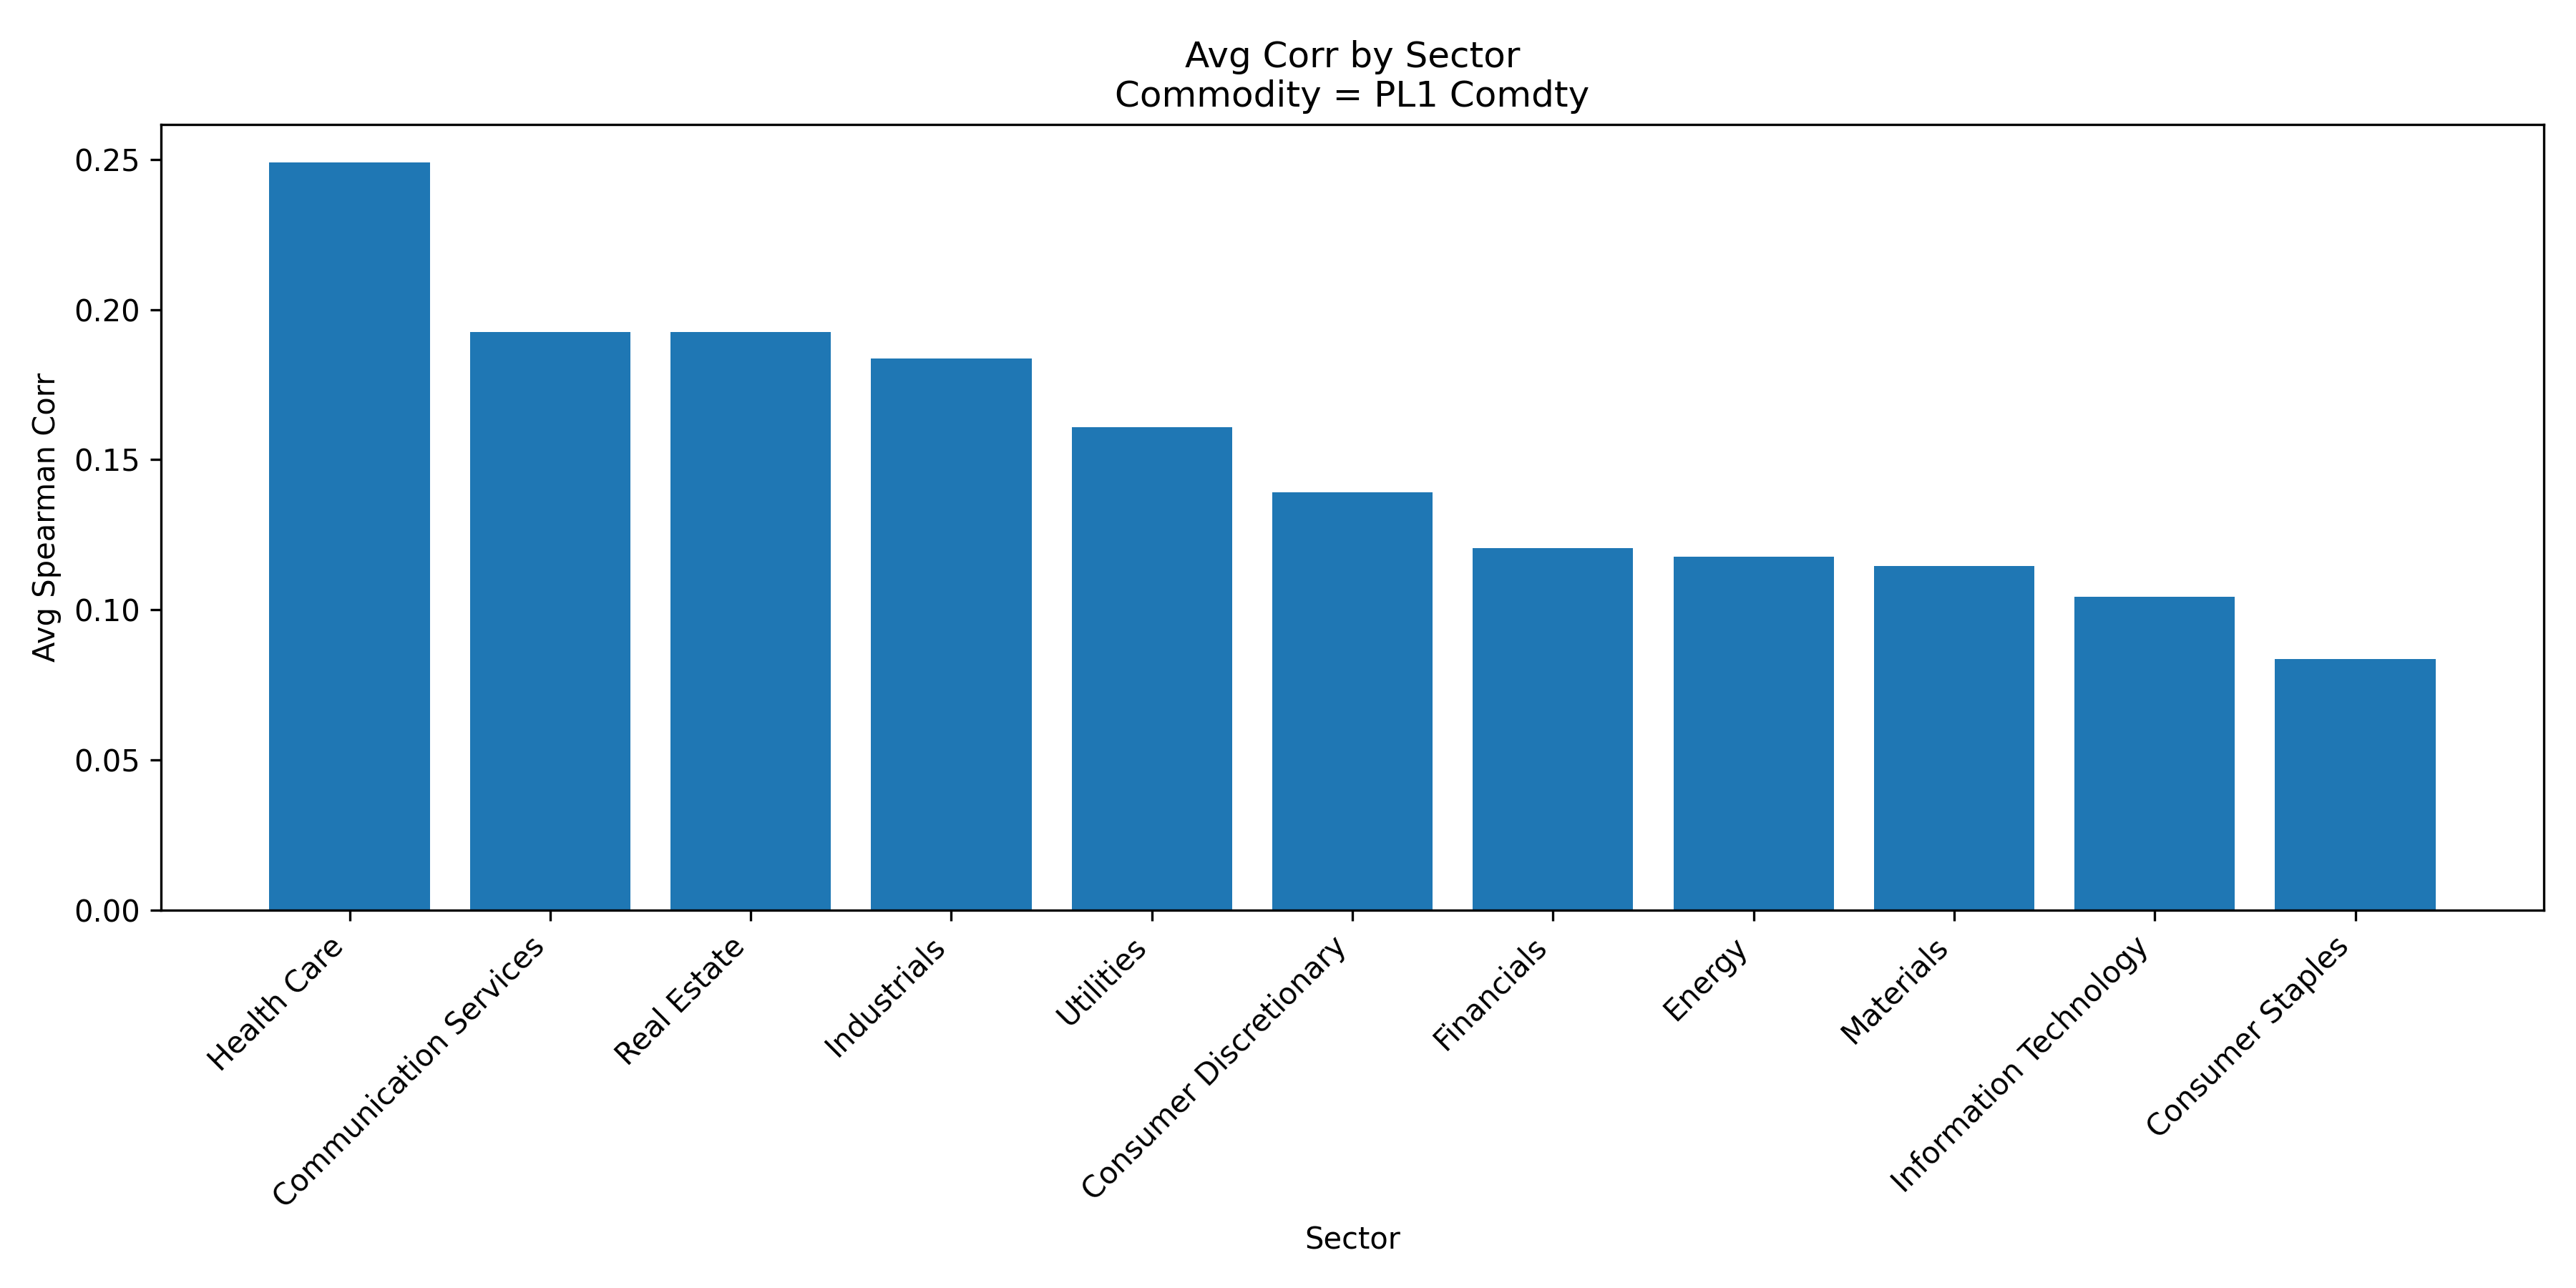 Avg Corr by Sector
Commodity = PL1 Comdty
Avg Spearman Corr
0.25
0.20
0.15
0.10
0.05
0.00
Health Care
Communication Services
Real Estate
Industrials
Utilities
Consumer Discretionary
Financials
Energy
Materials
Information Technology
Consumer Staples
Sector